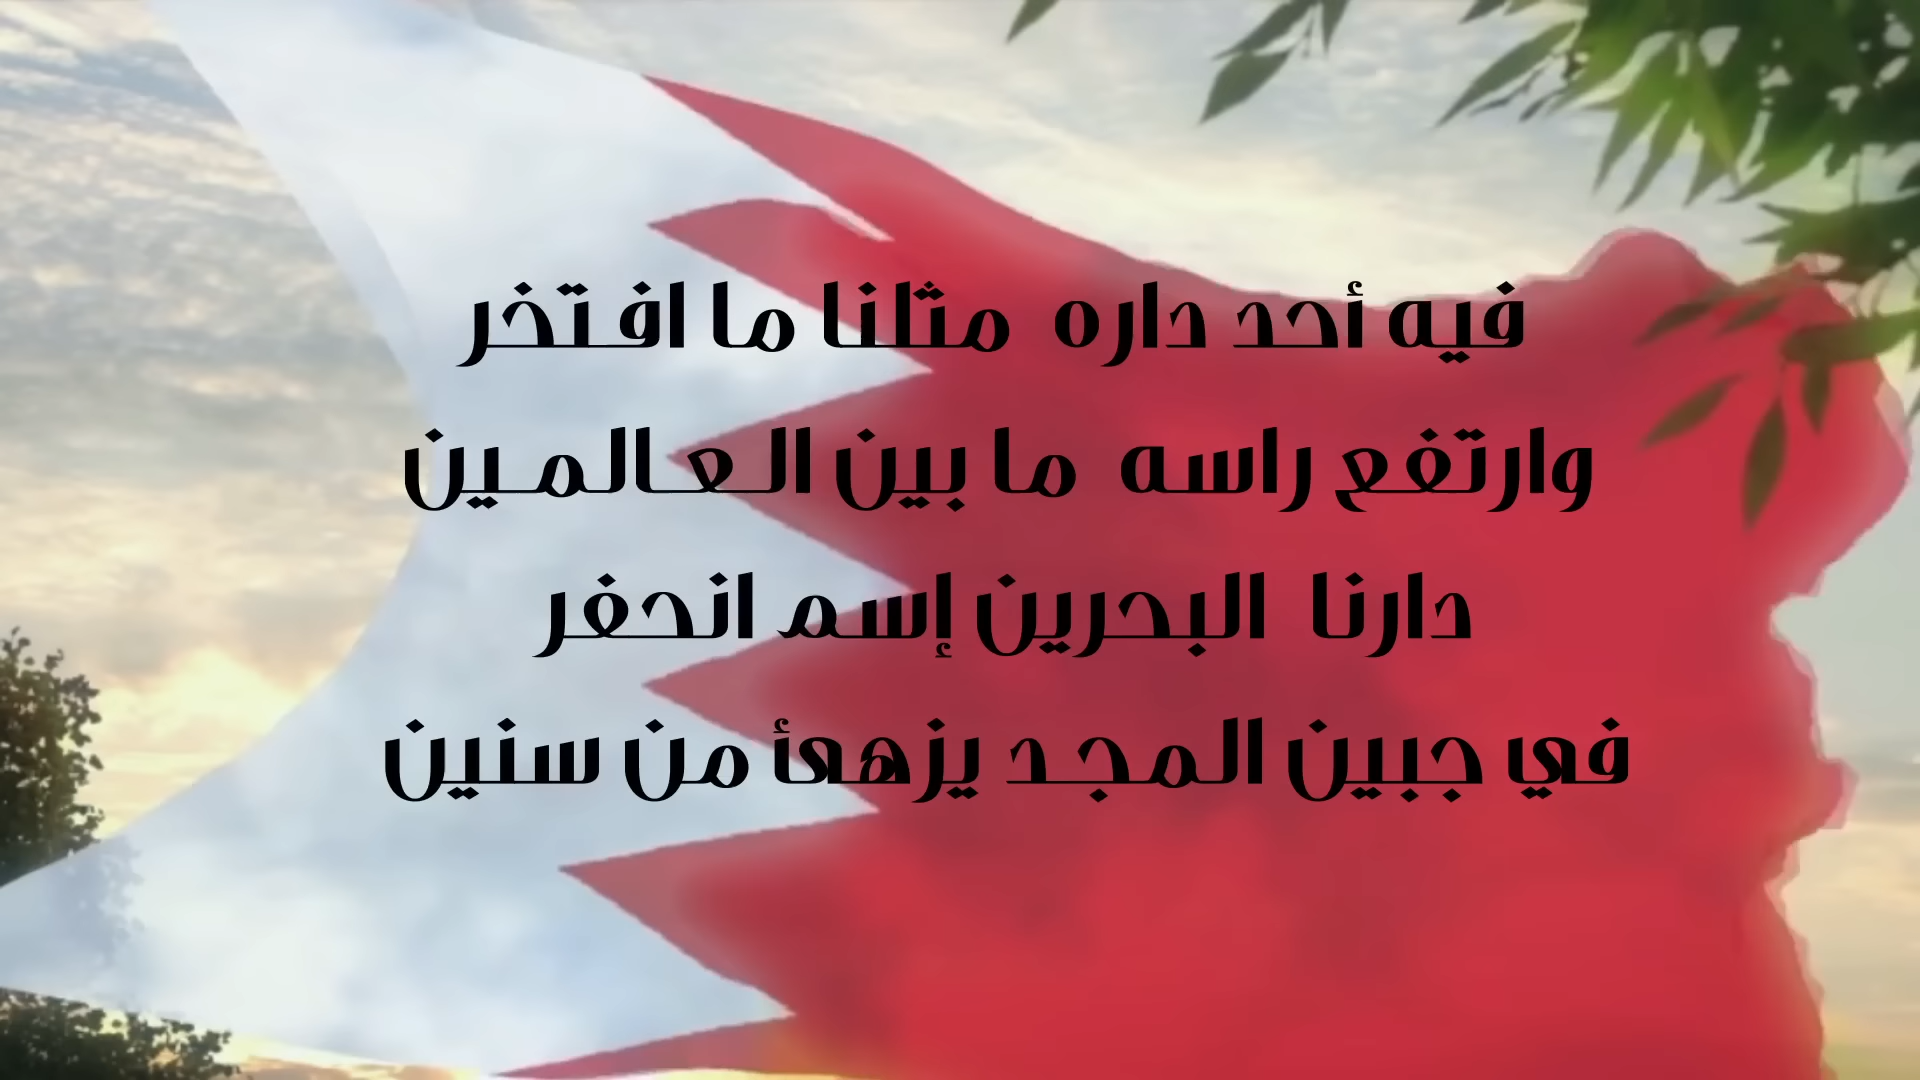 فيه أحد داره مثلنا ما افتخر
وارتفع راسه ما بين العالمين
دارنا البحرين إسم انحفر
في جبين المجد يزهئ من سنين